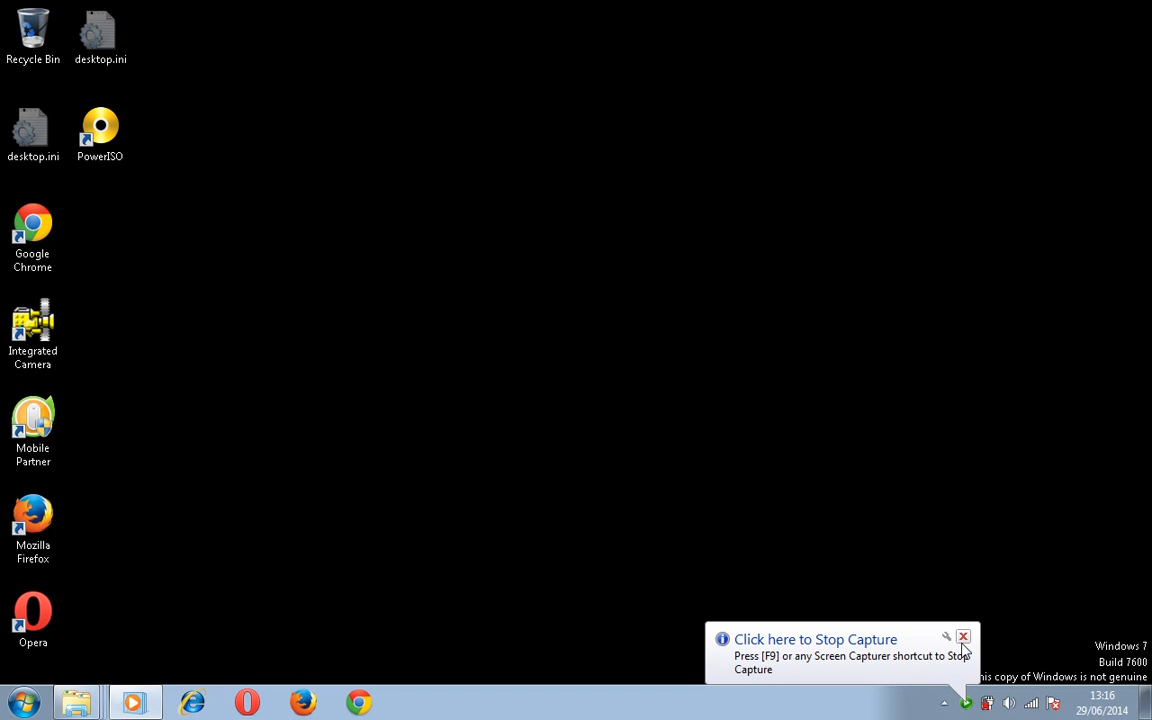 Recycle Bin
desktop.ini
desktop.ini
PowerISO
Google
Chrome
Integrated
Camera
Mobile
Partner
Mozilla
Firefox
Opera
Click here to Stop Capture
Press [F9] or any Screen Capturer shortcut to Stop
Capture
Windows 7
Build 7600
his copy of Windows is not genuine
13:16
29/06/2014